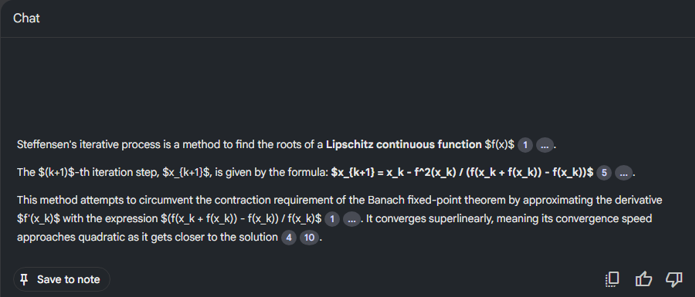 Chat
Steffensen's iterative process is a method to find the roots of a Lipschitz continuous function $f(x)$ 1 ... .
The $(k+1)$-th iteration step, $x_{k+1}$, is given by the formula: $x_{k+1} = x_k - f^2(x_k) / (f(x_k + f(x_k)) - f(x_k))$ 5 ... .
This method attempts to circumvent the contraction requirement of the Banach fixed-point theorem by approximating the derivative
$f'(x_k)$ with the expression $(f(x_k + f(x_k)) - f(x_k)) / f(x_k)$ 1 ... . It converges superlinearly, meaning its convergence speed
approaches quadratic as it gets closer to the solution 4 10 .
Save to note